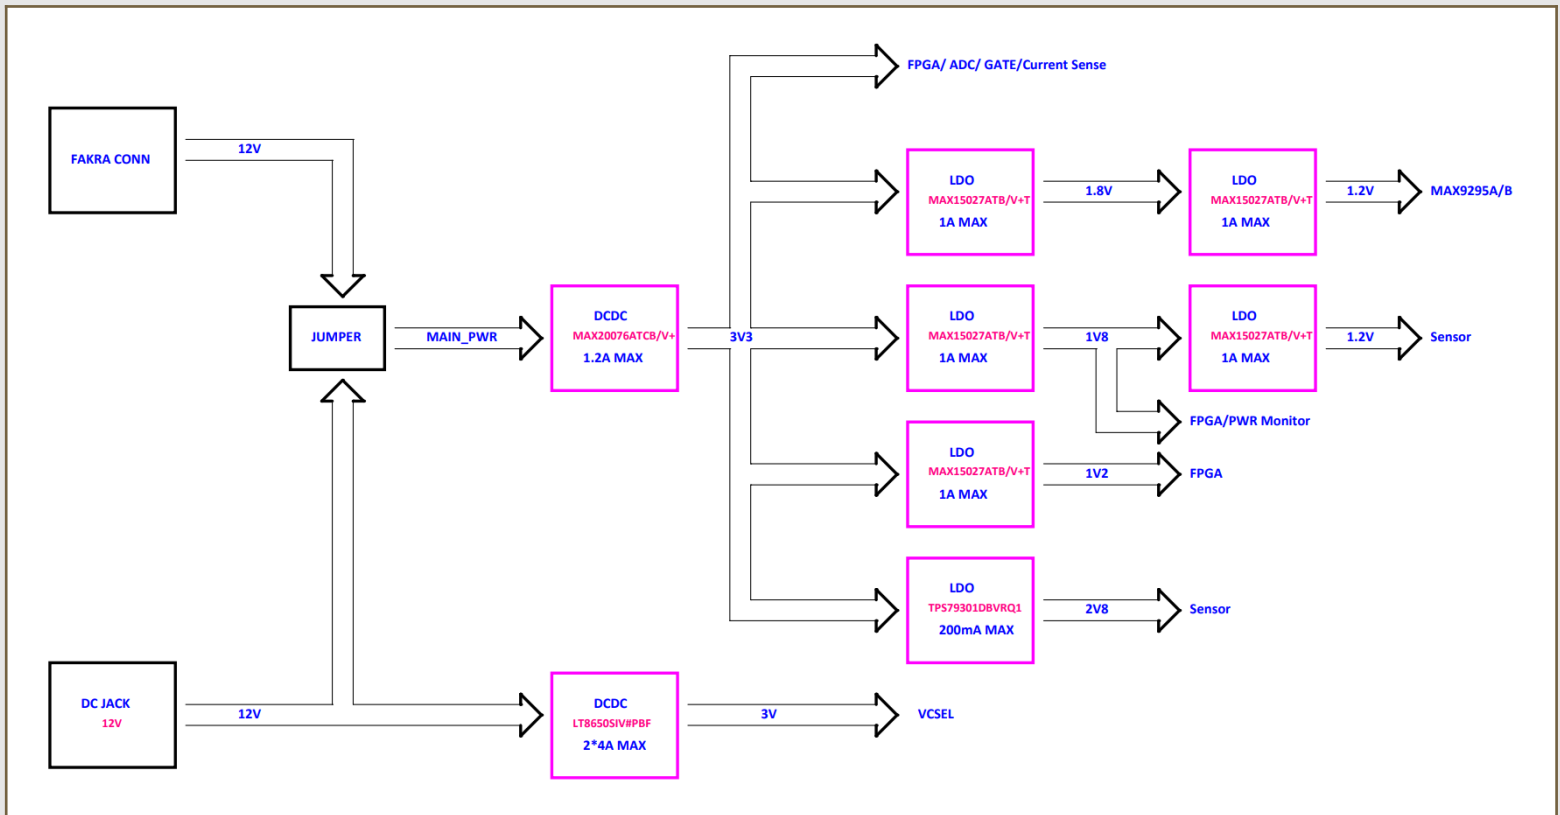 FPGA/ ADC/ GATE/Current Sense
FAKRA CONN
12V
LDO
MAX15027ATB/V+T
1A MAX
1.8V
LDO
MAX15027ATB/V+T
1A MAX
1.2V
MAX9295A/B
JUMPER
MAIN_PWR
DCDC
MAX20076ATCB/V+
1.2A MAX
3V3
LDO
MAX15027ATB/V+T
1A MAX
1V8
LDO
MAX15027ATB/V+T
1A MAX
1.2V
Sensor
FPGA/PWR Monitor
LDO
MAX15027ATB/V+T
1A MAX
1V2
FPGA
LDO
TPS79301DBVRQ1
200mA MAX
2V8
Sensor
DC JACK
12V
12V
DCDC
LT8650SIV#PBF
2*4A MAX
3V
VCSEL